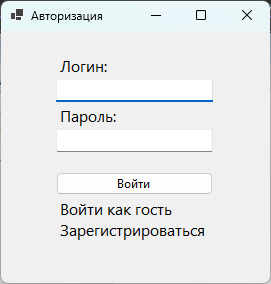 Авторизация
Логин:
Пароль:
Войти
Войти как гость
Зарегистрироваться